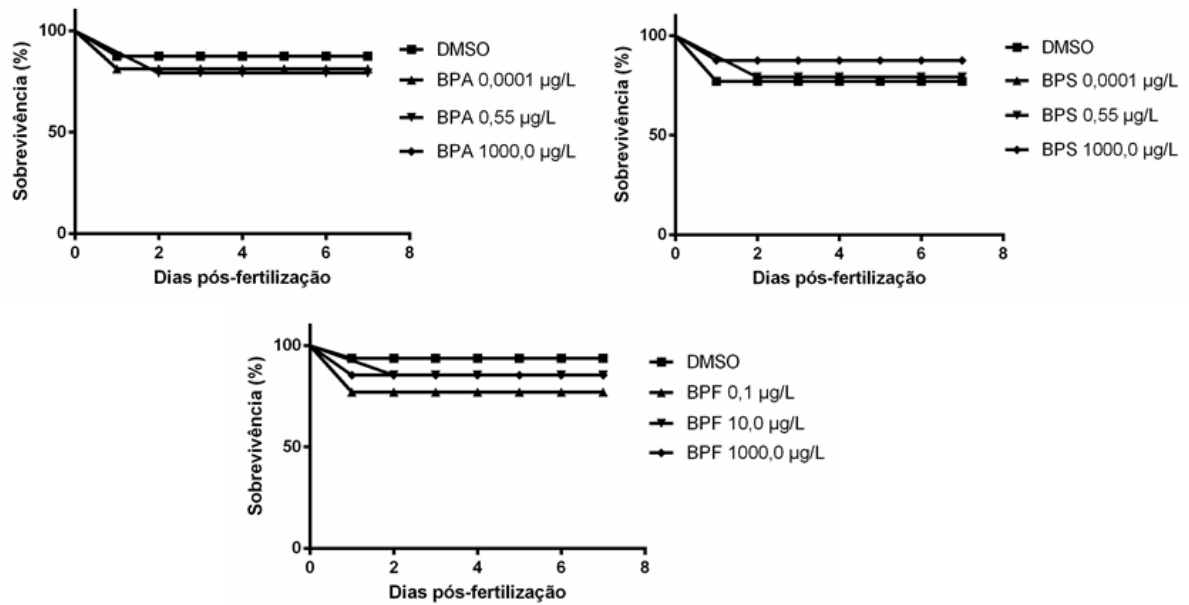 Sobrevivência (%)
100
50
0
0 2 4 6 8
Dias pós-fertilização
DMSO
BPA 0,0001 µg/L
BPA 0,55 µg/L
BPA 1000,0 µg/L
Sobrevivência (%)
100
50
0
0 2 4 6 8
Dias pós-fertilização
DMSO
BPS 0,0001 µg/L
BPS 0,55 µg/L
BPS 1000,0 µg/L
Sobrevivência (%)
100
50
0
0 2 4 6 8
Dias pós-fertilização
DMSO
BPF 0,1 µg/L
BPF 10,0 µg/L
BPF 1000,0 µg/L